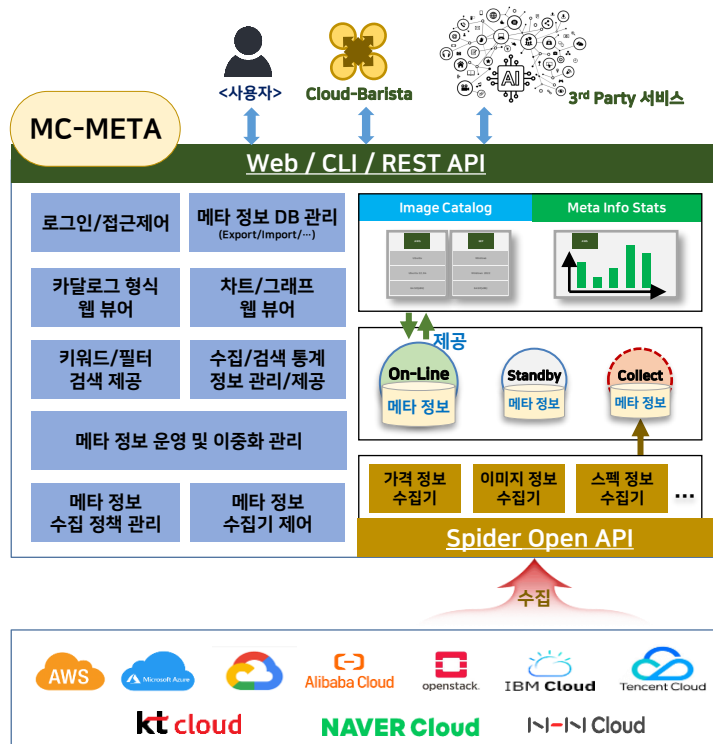 <사용자>
Cloud-Barista
AI
3rd Party 서비스
MC-META
Web / CLI / REST API
로그인/접근제어
메타 정보 DB 관리
(Export/Import/…)
카달로그 형식
웹 뷰어
차트/그래프
웹 뷰어
키워드/필터
검색 제공
수집/검색 통계
정보 관리/제공
메타 정보 운영 및 이중화 관리
메타 정보
수집 정책 관리
메타 정보
수집기 제어
Image Catalog
Meta Info Stats
제공
On-Line
메타 정보
Standby
메타 정보
Collect
메타 정보
가격 정보
수집기
이미지 정보
수집기
스펙 정보
수집기
...
Spider Open API
수집
AWS
Microsoft Azure
Alibaba Cloud
openstack.
IBM Cloud
Tencent Cloud
kt cloud
NAVER Cloud
NHN Cloud